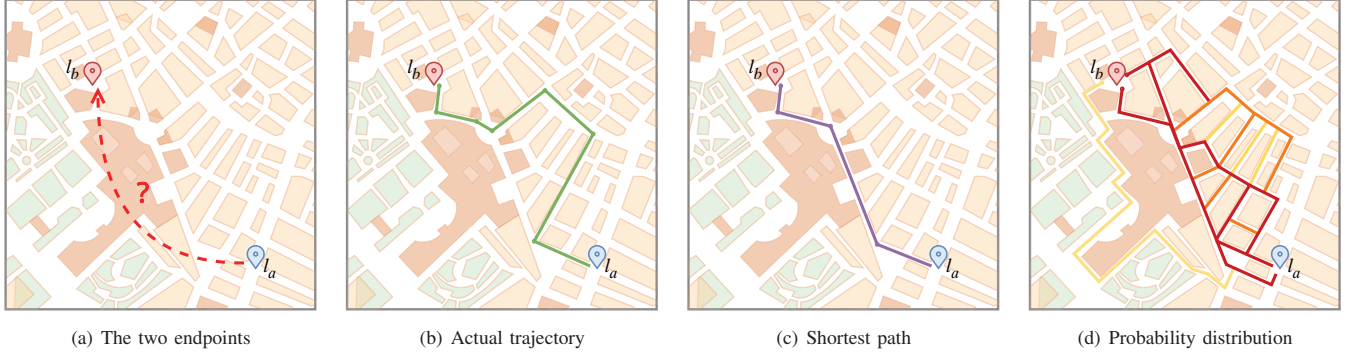 l_b
?
l_a
l_b
l_a
l_b
l_a
l_b
l_a
(a) The two endpoints
(b) Actual trajectory
(c) Shortest path
(d) Probability distribution